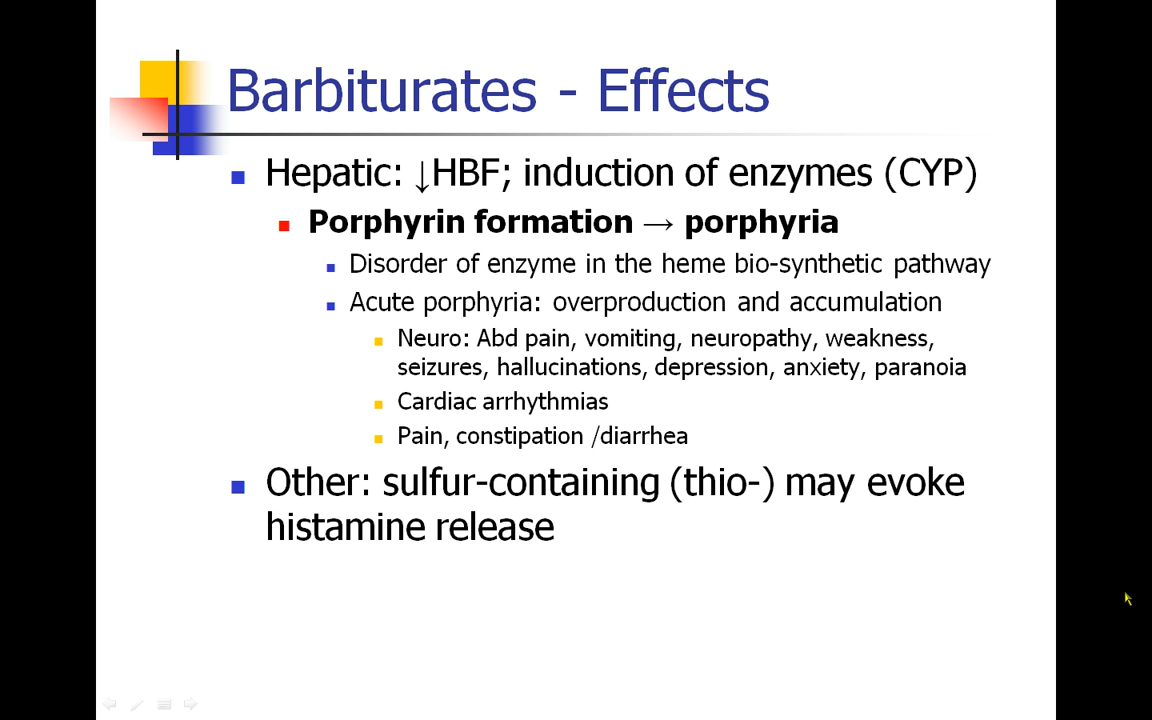 Barbiturates - Effects
Hepatic: ↓HBF; induction of enzymes (CYP)
Porphyrin formation → porphyria
Disorder of enzyme in the heme bio-synthetic pathway
Acute porphyria: overproduction and accumulation
Neuro: Abd pain, vomiting, neuropathy, weakness,
seizures, hallucinations, depression, anxiety, paranoia
Cardiac arrhythmias
Pain, constipation /diarrhea
Other: sulfur-containing (thio-) may evoke
histamine release